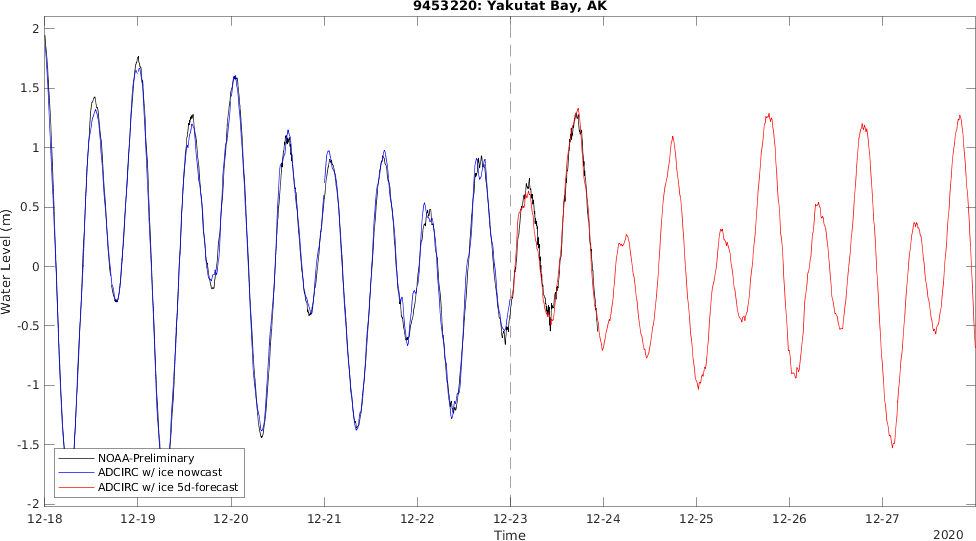 9453220: Yakutat Bay, AK
2
1.5
1
0.5
0
-0.5
-1
-1.5
-2
Water Level (m)
NOAA-Preliminary
ADCIRC w/ ice nowcast
ADCIRC w/ ice 5d-forecast
12-18 12-19 12-20 12-21 12-22 12-23 12-24 12-25 12-26 12-27
Time
2020